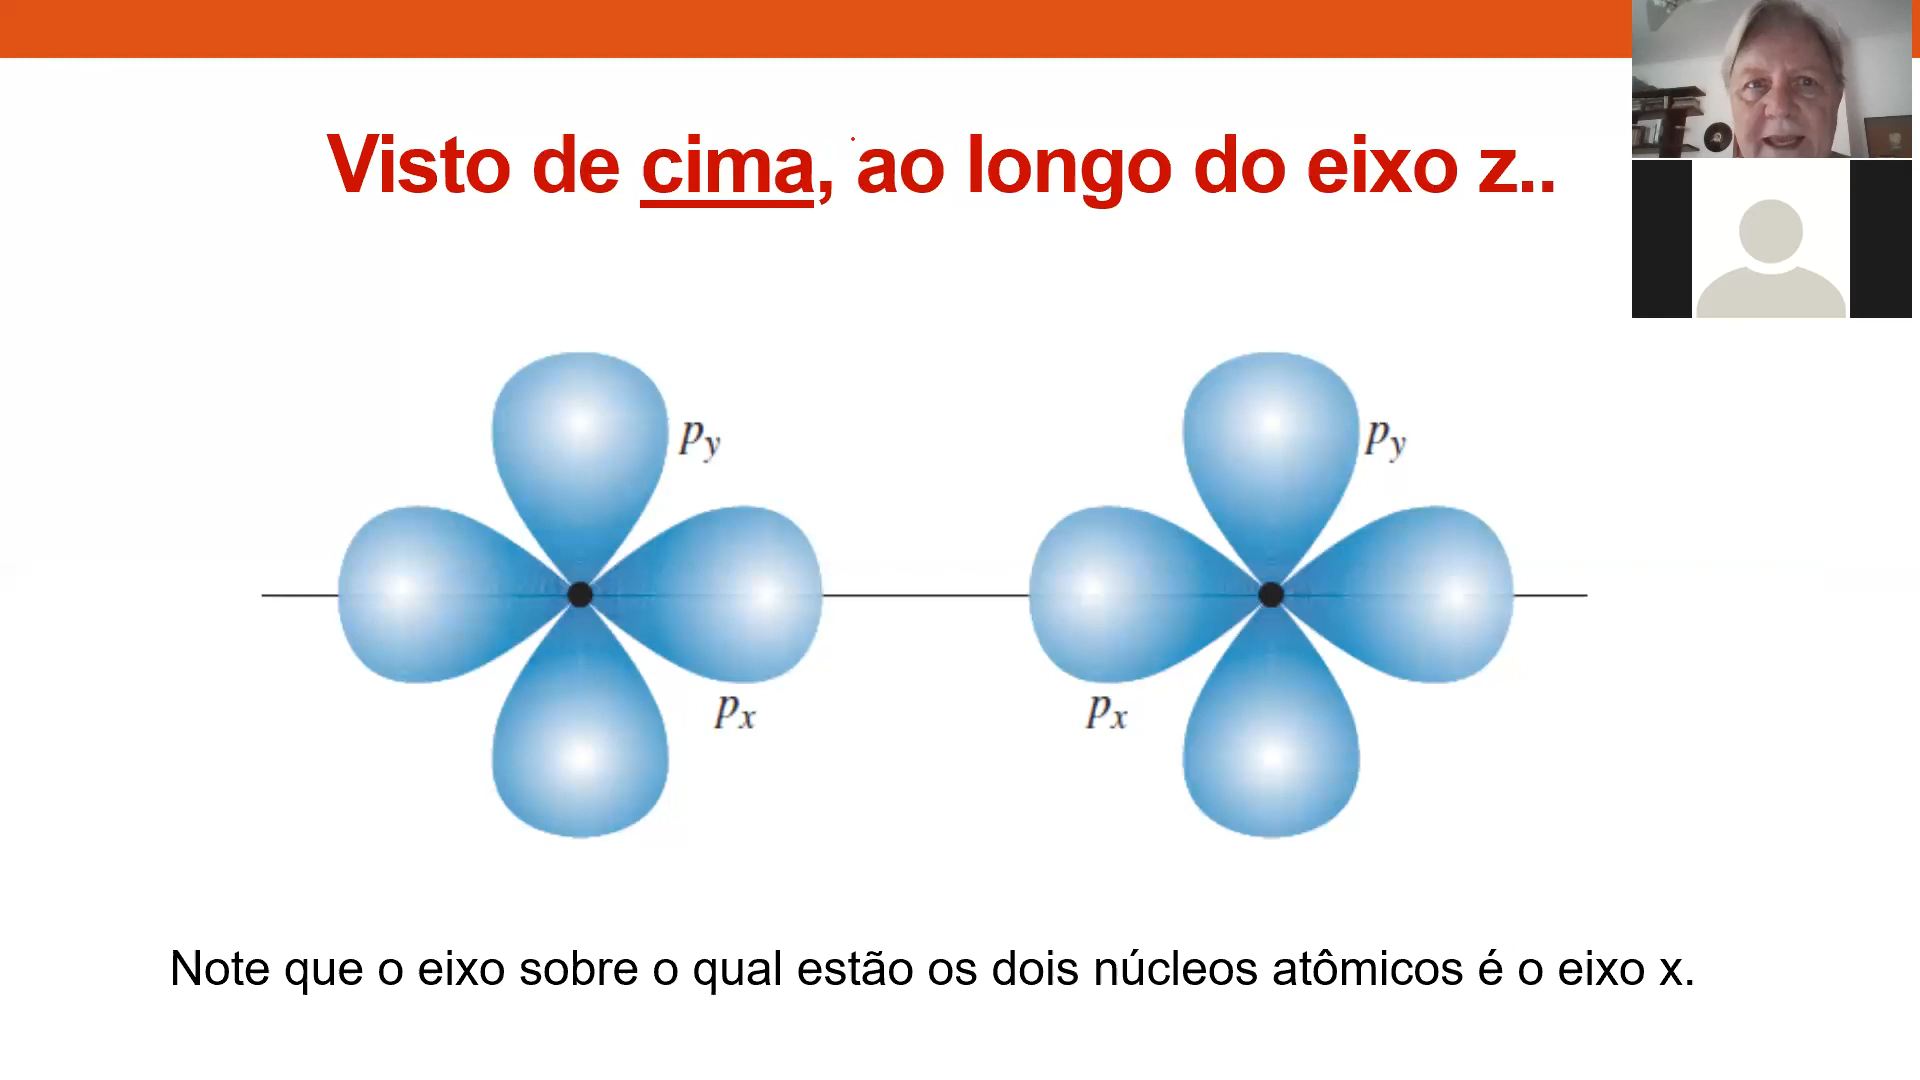 Visto de cima, ao longo do eixo z..
py
py
px
px
Note que o eixo sobre o qual estão os dois núcleos atômicos é o eixo x.